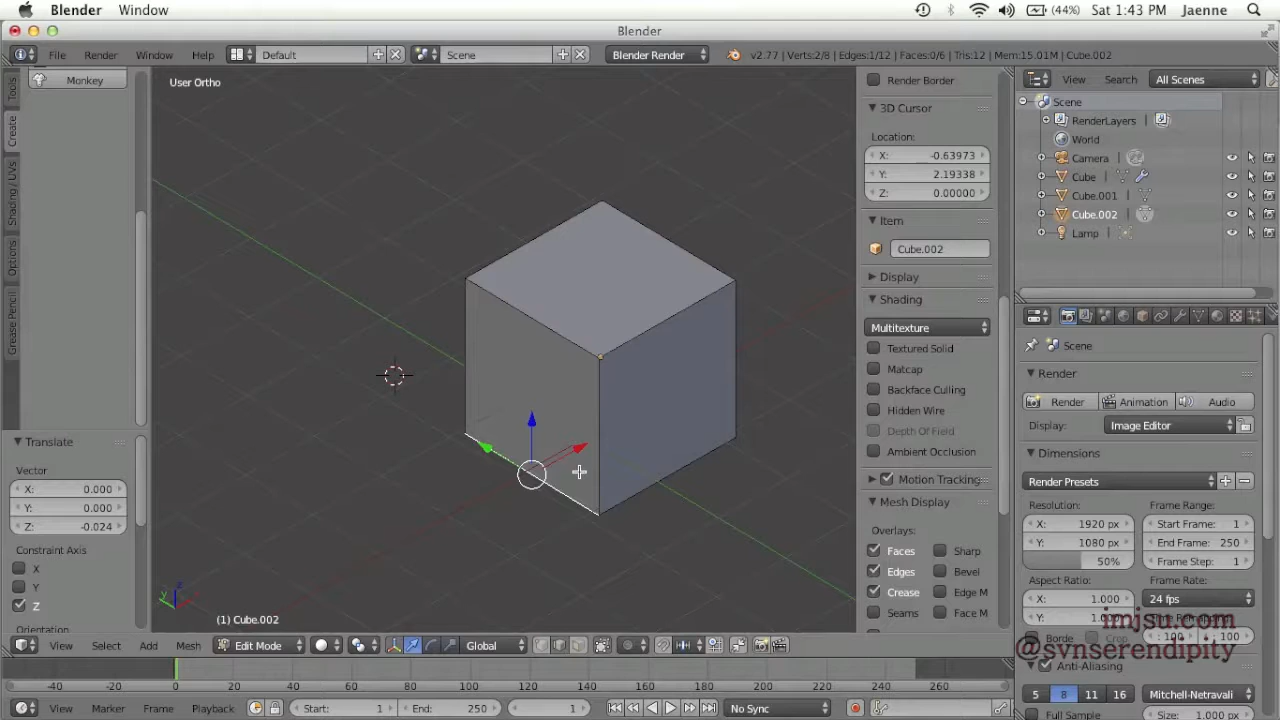 Blender Window (44%) Sat 1:43 PM Jaenne
Blender
File Render Window Help Default Scene Blender Render v2.77 | Verts:2/8 | Edges:1/12 | Faces:0/6 | Tris:12 | Mem:15.01M | Cube.002
Tools
Create
Shading / UVs
Options
Grease Pencil
Monkey
Translate
Vector
X: 0.000
Y: 0.000
Z: -0.024
Constraint Axis
X
Y
Z
Orientation
User Ortho
(1) Cube.002
Render Border
3D Cursor
Location:
X: -0.63973
Y: 2.19338
Z: 0.00000
Item
Cube.002
Display
Shading
Multitexture
Textured Solid
Matcap
Backface Culling
Hidden Wire
Depth Of Field
Ambient Occlusion
Motion Tracking
Mesh Display
Overlays:
Faces Sharp
Edges Bevel
Crease Edge M
Seams Face M
View Search All Scenes
Scene
RenderLayers
World
Camera
Cube
Cube.001
Cube.002
Lamp
Scene
Render
Render Animation Audio
Display: Image Editor
Dimensions
Render Presets
Resolution: Frame Range:
X: 1920 px Start Frame: 1
Y: 1080 px End Frame: 250
50% Frame Step: 1
Aspect Ratio: Frame Rate:
X: 1.000 24 fps
Y: 1.000 Time Remapping
Borde Crop 100 100
imjstn.com
@svnserendipity
Anti-Aliasing
5 8 11 16 Mitchell-Netravali
Full Sample Size: 1.000 px
View Select Add Mesh Edit Mode Global
-40 -20 0 20 40 60 80 100 120 140 160 180 200 220 240 260
View Marker Frame Playback Start: 1 End: 250 1 No Sync